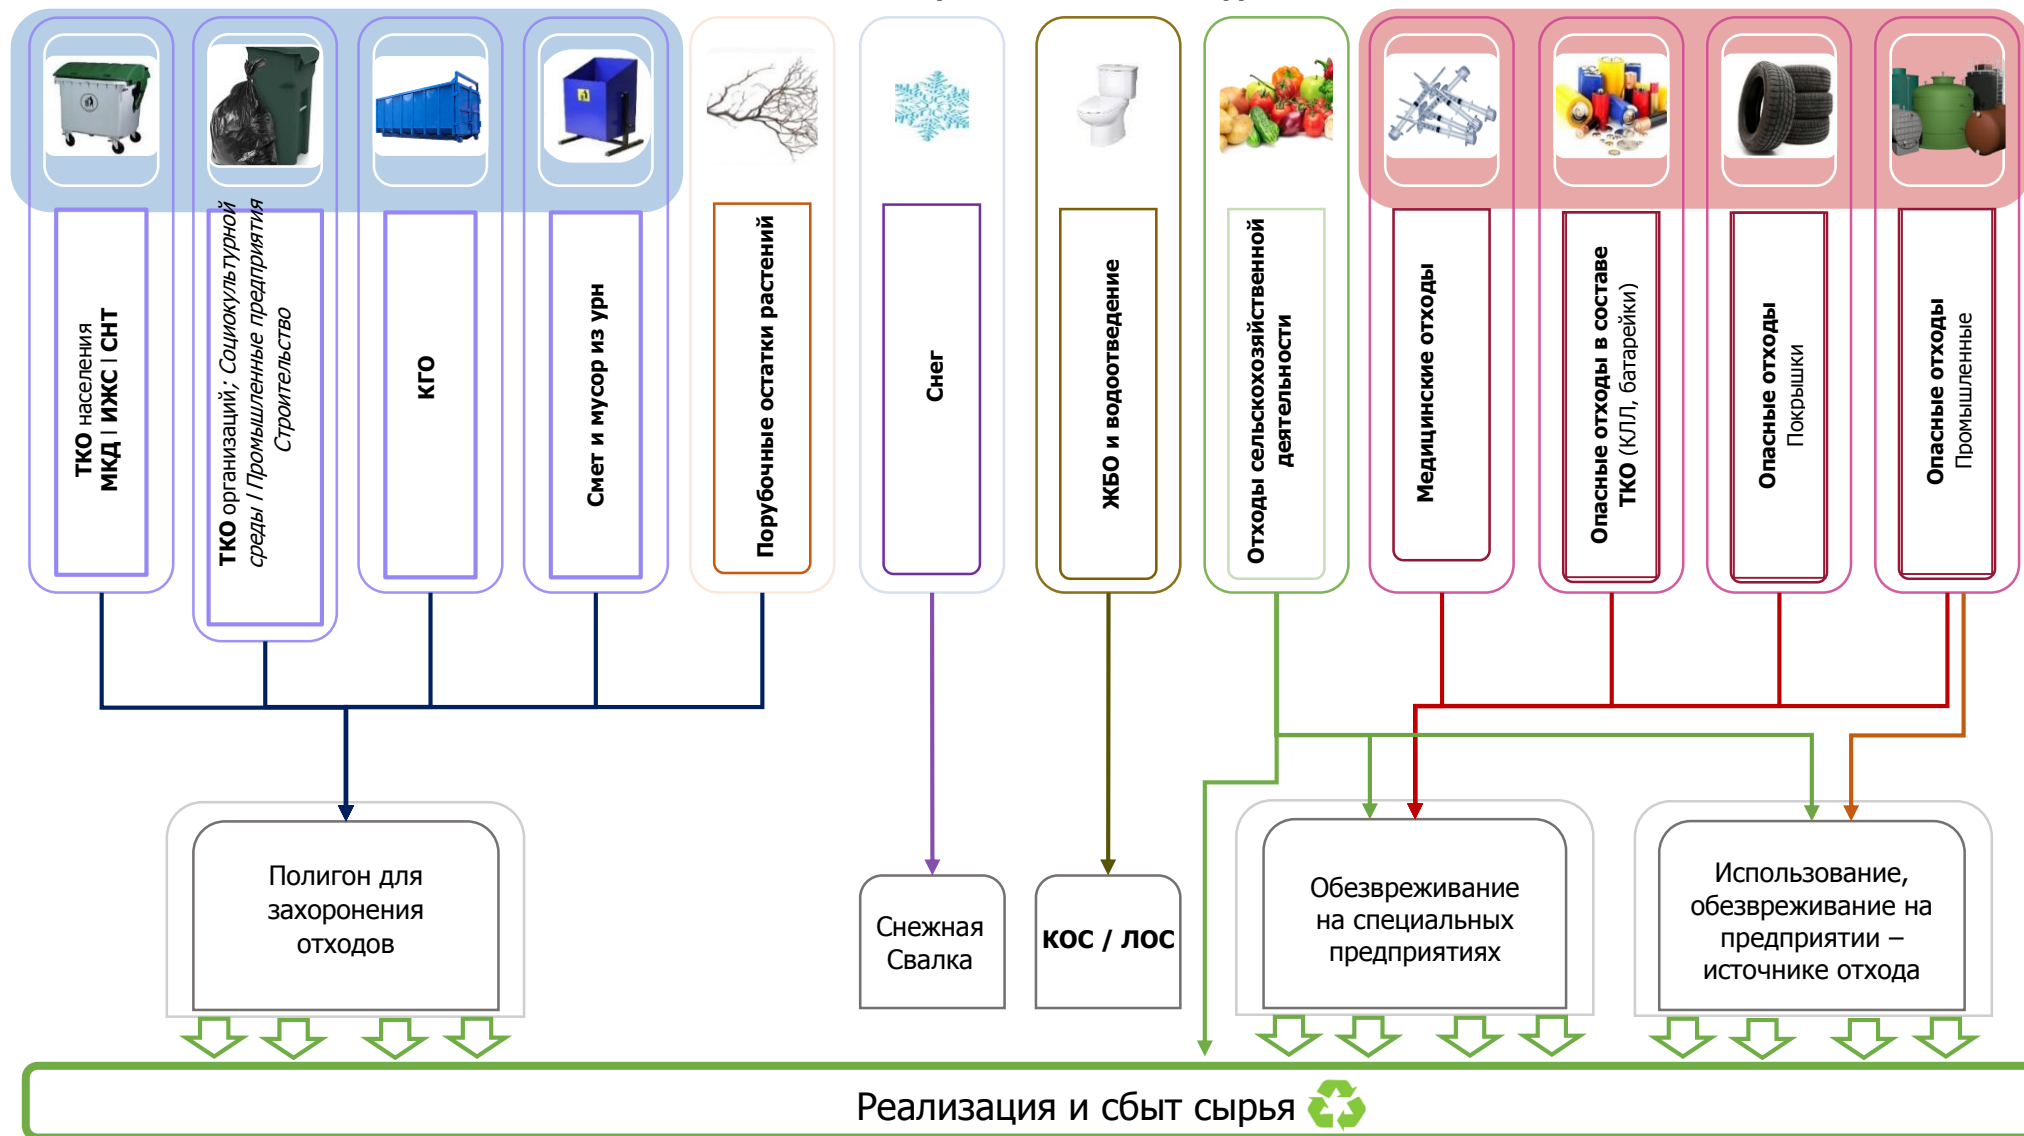 ТКО населения
МКД | ИЖС | СНТ
ТКО организаций; Социокультурной
среды | Промышленные предприятия
Строительство
КГО
Смет и мусор из урн
Порубочные остатки растений
Снег
ЖБО и водоотведение
Отходы сельскохозяйственной
деятельности
Медицинские отходы
Опасные отходы в составе
ТКО (КЛЛ, батарейки)
Опасные отходы
Покрышки
Опасные отходы
Промышленные
Полигон для
захоронения
отходов
Снежная
Свалка
КОС / ЛОС
Обезвреживание
на специальных
предприятиях
Использование,
обезвреживание на
предприятии –
источнике отхода
Реализация и сбыт сырья